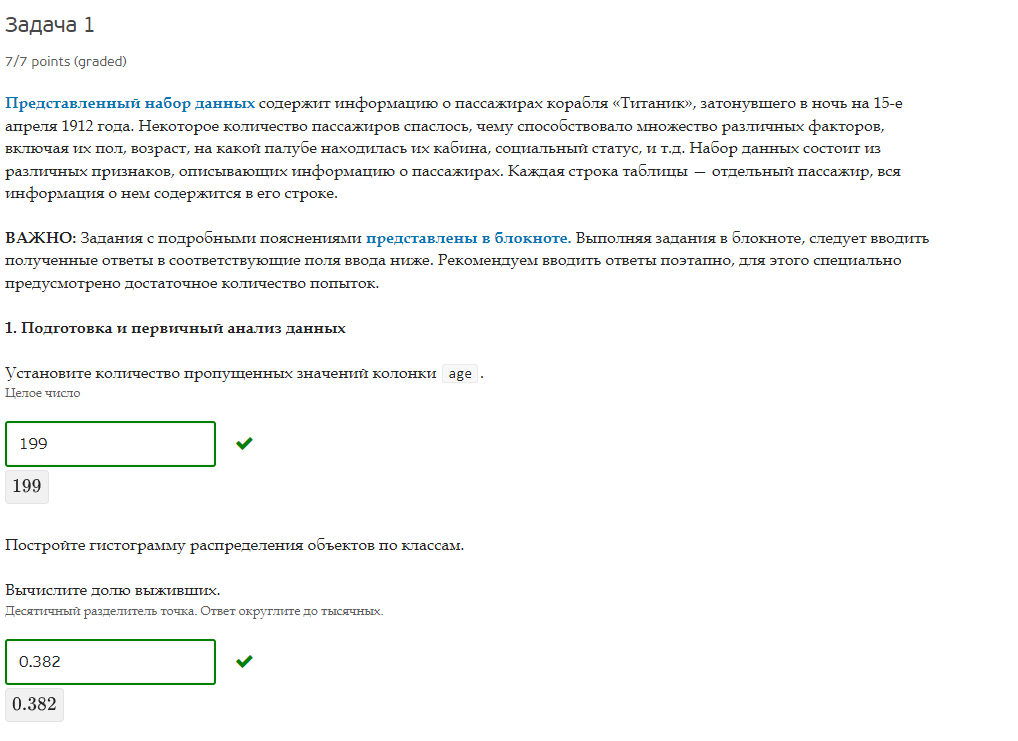 Задача 1
7/7 points (graded)
Представленный набор данных содержит информацию о пассажирах корабля «Титаник», затонувшего в ночь на 15-е
апреля 1912 года. Некоторое количество пассажиров спаслось, чему способствовало множество различных факторов,
включая их пол, возраст, на какой палубе находилась их кабина, социальный статус, и т.д. Набор данных состоит из
различных признаков, описывающих информацию о пассажирах. Каждая строка таблицы — отдельный пассажир, вся
информация о нем содержится в его строке.
ВАЖНО: Задания с подробными пояснениями представлены в блокноте. Выполняя задания в блокноте, следует вводить
полученные ответы в соответствующие поля ввода ниже. Рекомендуем вводить ответы поэтапно, для этого специально
предусмотрено достаточное количество попыток.
1. Подготовка и первичный анализ данных
Установите количество пропущенных значений колонки age .
Целое число
199
199
Постройте гистограмму распределения объектов по классам.
Вычислите долю выживших.
Десятичный разделитель точка. Ответ округлите до тысячных.
0.382
0.382